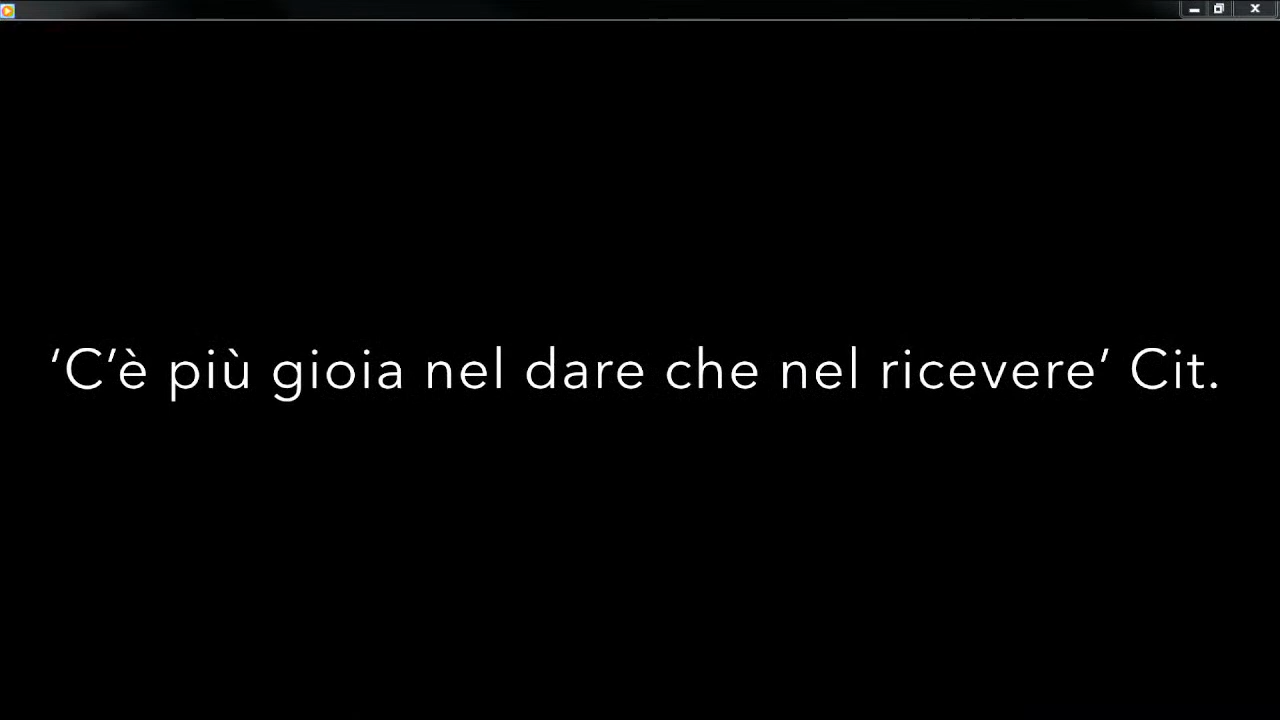 ‘C’è più gioia nel dare che nel ricevere’ Cit.